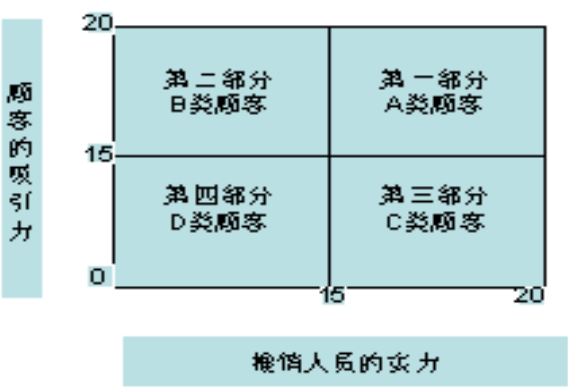 20
第二部分
B类顾客
第一部分
A类顾客
顾客的吸引力
15
第四部分
D类顾客
第三部分
C类顾客
0
15
20
推销人员的实力